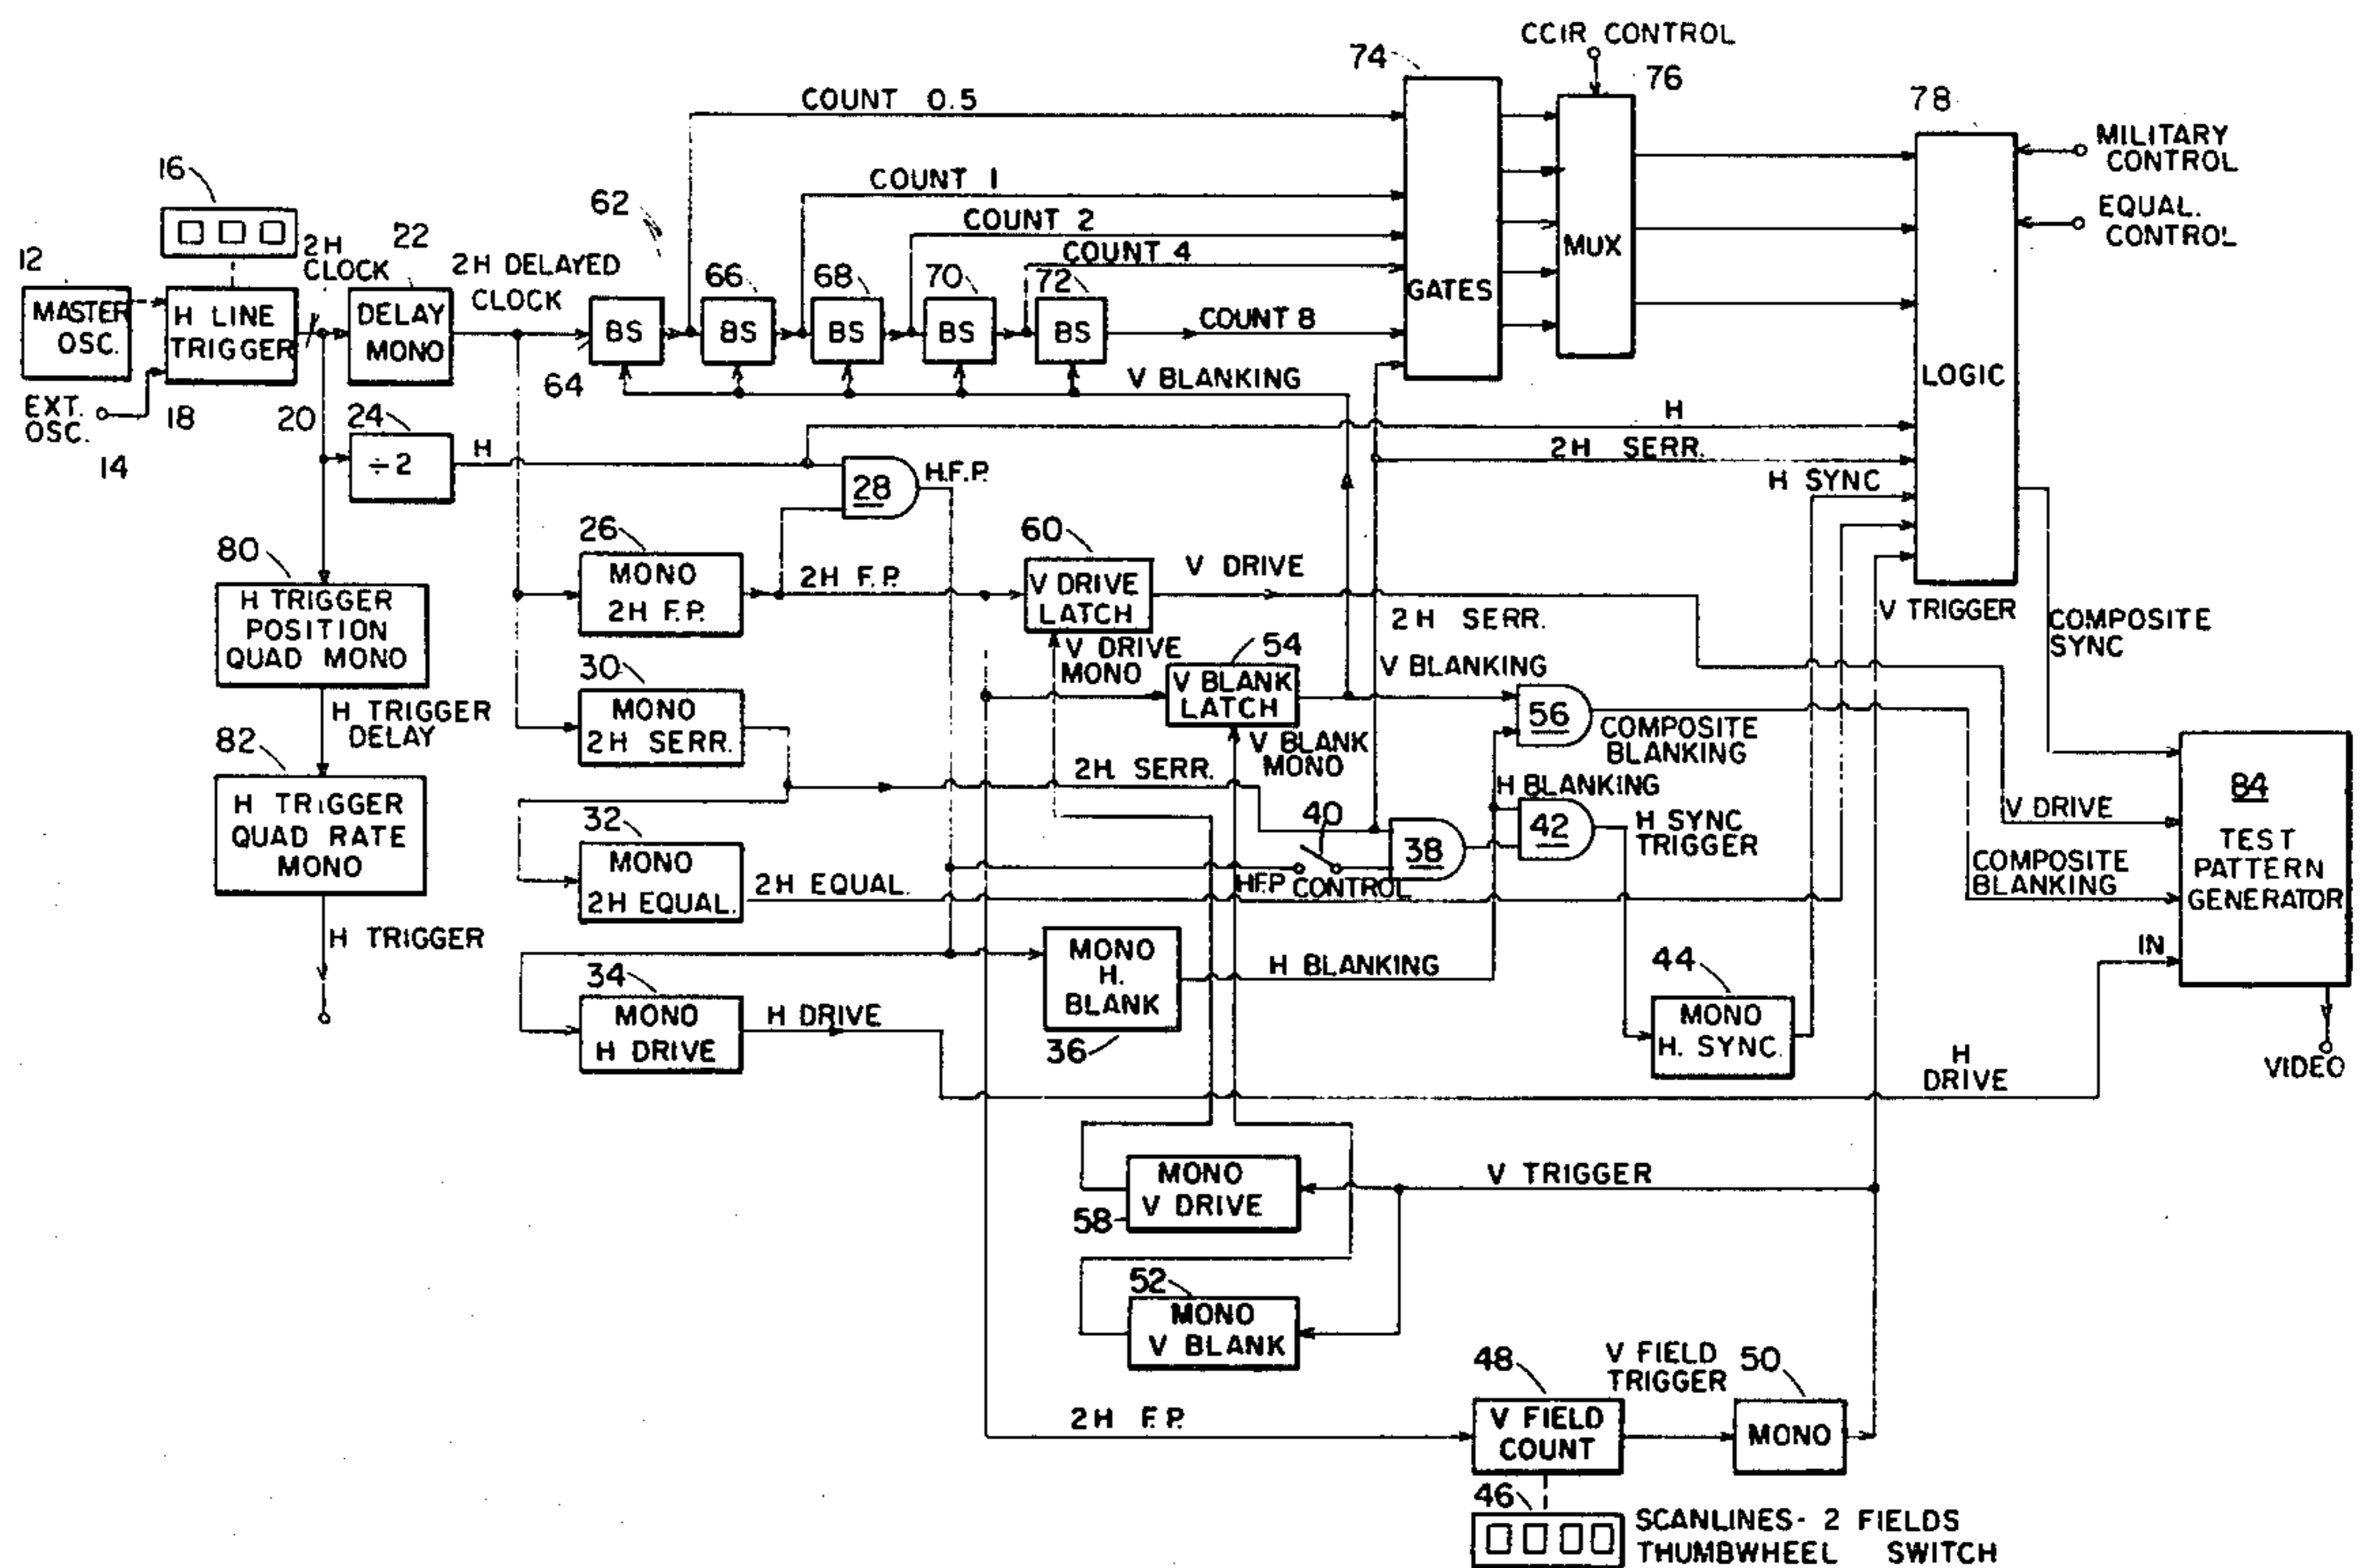 CCIR CONTROL
74
76
78
COUNT 0.5
MILITARY
CONTROL
16
COUNT 1
62
EQUAL.
CONTROL
COUNT 2
2H
CLOCK
22
12
2H DELAYED
CLOCK
COUNT 4
MUX
66
68
70
72
GATES
MASTER
OSC.
H LINE
TRIGGER
DELAY
MONO
BS
BS
BS
BS
BS
COUNT 8
LOGIC
64
V BLANKING
EXT.
OSC.
18
20
24
14
÷2
H
H
2H SERR.
28
H.F.P.
H SYNC
26
60
80
MONO
2H F.P.
2H F.P.
V DRIVE
LATCH
V DRIVE
H TRIGGER
POSITION
QUAD MONO
2H SERR.
V TRIGGER
COMPOSITE
SYNC
V DRIVE
MONO
54
V BLANKING
30
V BLANK
LATCH
56
MONO
2H SERR.
H TRIGGER
DELAY
COMPOSITE
BLANKING
V BLANK
MONO
82
2H. SERR.
H BLANKING
84
H TRIGGER
QUAD RATE
MONO
32
40
42
H SYNC
TRIGGER
V DRIVE
TEST
PATTERN
GENERATOR
MONO
2H EQUAL.
38
2H EQUAL.
HFP CONTROL
COMPOSITE
BLANKING
H TRIGGER
IN
MONO
H.
BLANK
H BLANKING
44
34
MONO
H DRIVE
H DRIVE
36
MONO
H. SYNC.
H
DRIVE
VIDEO
MONO
V DRIVE
V TRIGGER
58
52
MONO
V BLANK
48
V FIELD
TRIGGER
50
2H F.P.
V FIELD
COUNT
MONO
46
SCANLINES- 2 FIELDS
THUMBWHEEL SWITCH